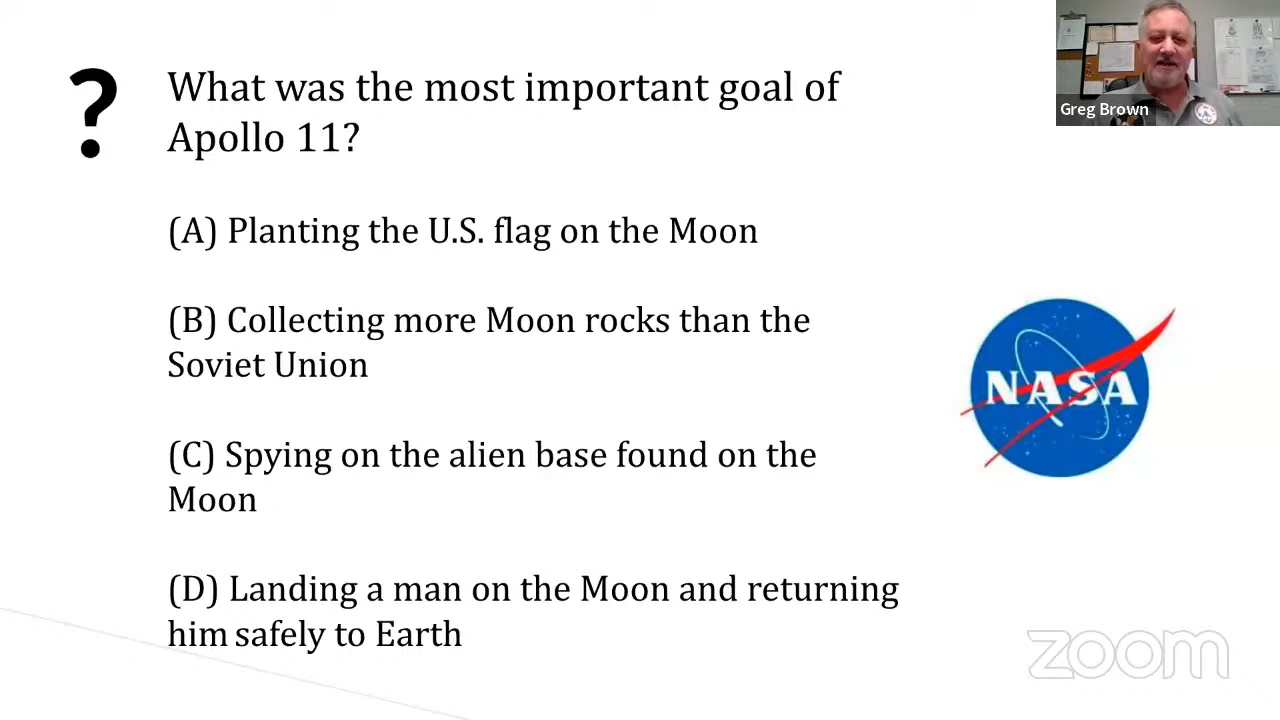 ?
What was the most important goal of
Apollo 11?
(A) Planting the U.S. flag on the Moon
(B) Collecting more Moon rocks than the
Soviet Union
(C) Spying on the alien base found on the
Moon
(D) Landing a man on the Moon and returning
him safely to Earth
Greg Brown
NASA
zoom